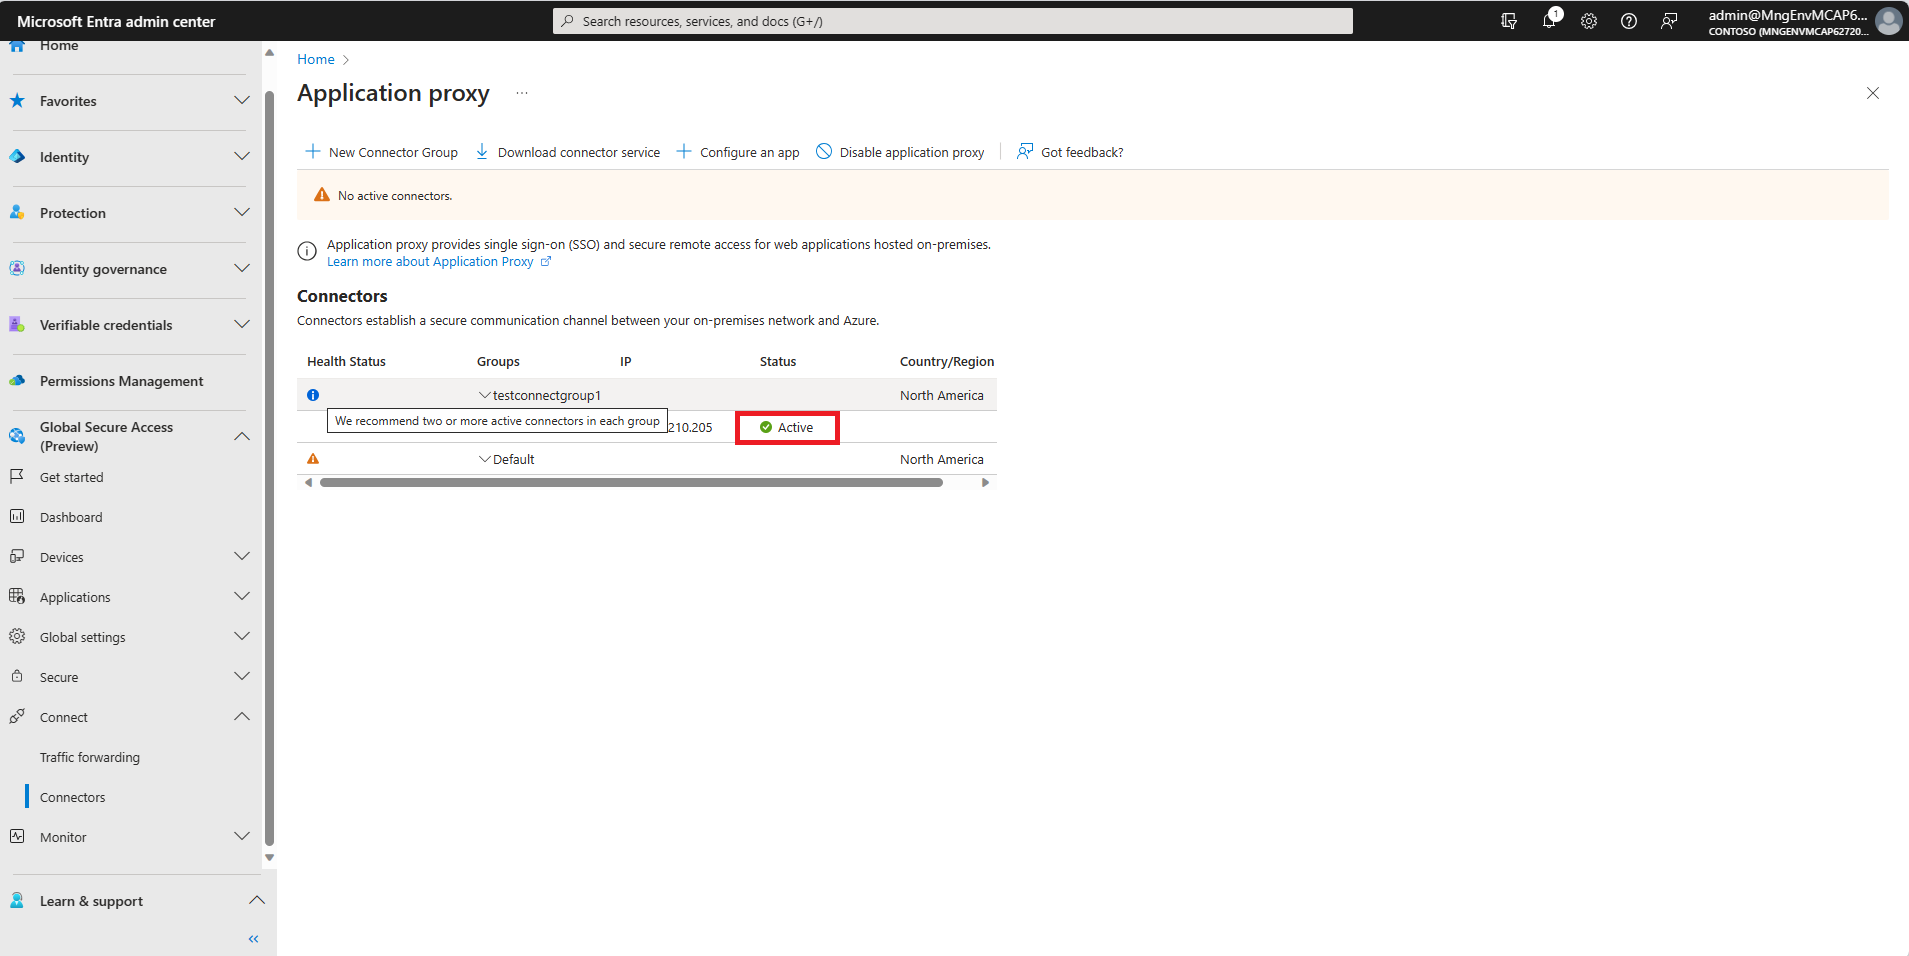 Microsoft Entra admin center
Search resources, services, and docs (G+/)
1
admin@MngEnvMCAP6...
CONTOSO (MNGENVMCAP62720...
Home
Favorites
Identity
Protection
Identity governance
Verifiable credentials
Permissions Management
Global Secure Access
(Preview)
Get started
Dashboard
Devices
Applications
Global settings
Secure
Connect
Traffic forwarding
Connectors
Monitor
Learn & support
«
Home >
Application proxy ...
New Connector Group
Download connector service
Configure an app
Disable application proxy
Got feedback?
No active connectors.
Application proxy provides single sign-on (SSO) and secure remote access for web applications hosted on-premises.
Learn more about Application Proxy
Connectors
Connectors establish a secure communication channel between your on-premises network and Azure.
Health Status Groups IP Status Country/Region
testconnectgroup1 North America
We recommend two or more active connectors in each group
210.205 Active
Default North America